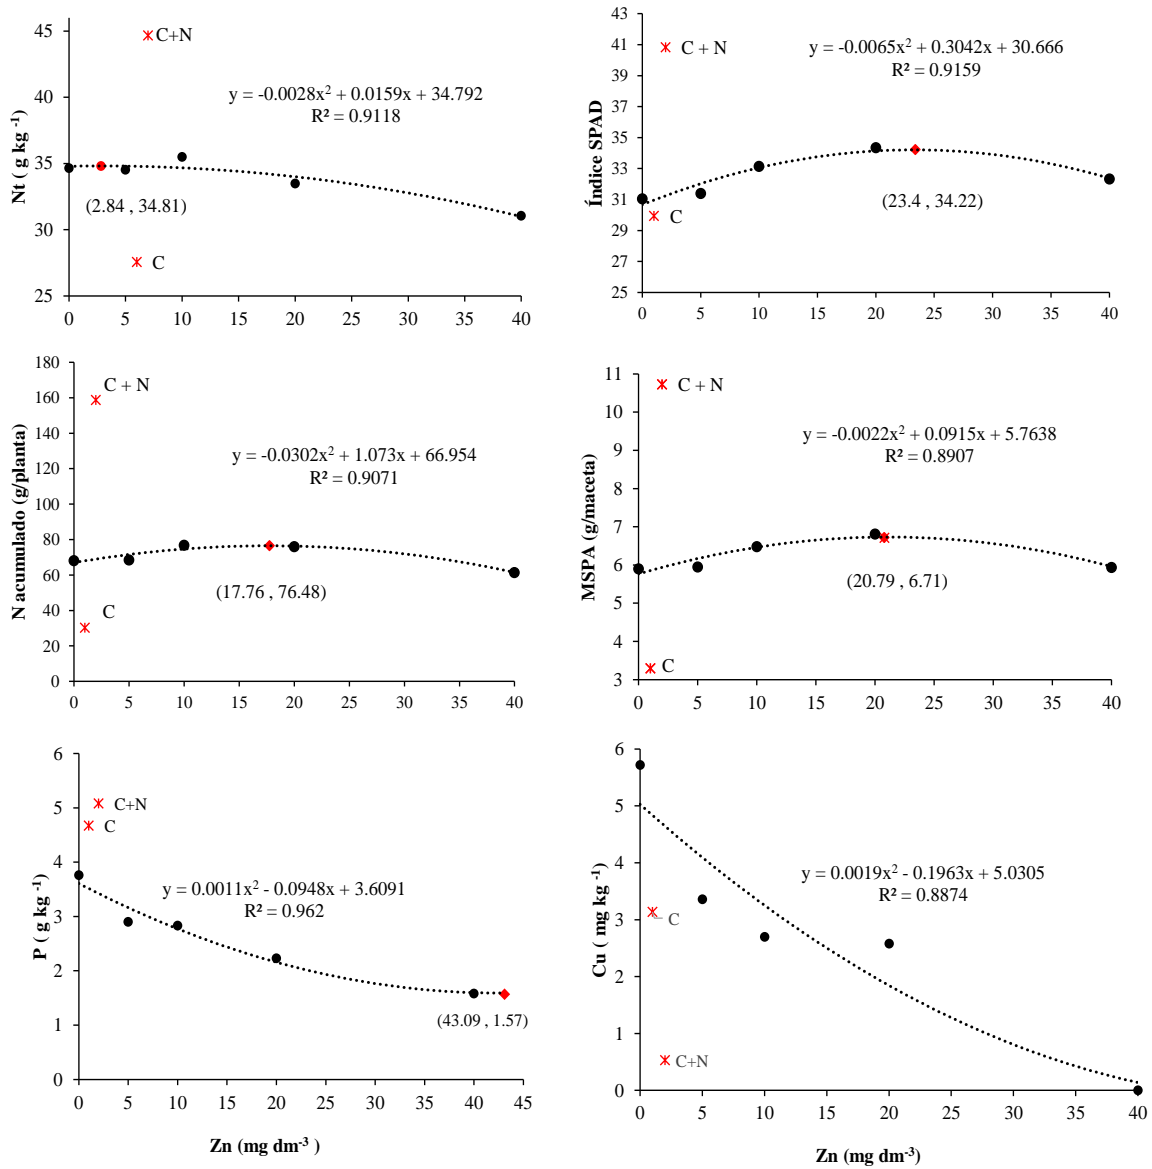 45
40
35
30
25
0
5
10
15
20
25
30
35
40
Nt ( g kg ⁻¹)
C+N
y = -0.0028x² + 0.0159x + 34.792
R² = 0.9118
(2.84 , 34.81)
C
43
41
39
37
35
33
31
29
27
25
0
5
10
15
20
25
30
35
40
Índice SPAD
C + N
y = -0.0065x² + 0.3042x + 30.666
R² = 0.9159
(23.4 , 34.22)
C
180
160
140
120
100
80
60
40
20
0
0
5
10
15
20
25
30
35
40
N acumulado (g/planta)
C + N
y = -0.0302x² + 1.073x + 66.954
R² = 0.9071
(17.76 , 76.48)
C
11
10
9
8
7
6
5
4
3
0
5
10
15
20
25
30
35
40
MSPA (g/maceta)
C + N
y = -0.0022x² + 0.0915x + 5.7638
R² = 0.8907
(20.79 , 6.71)
C
6
5
4
3
2
1
0
0
5
10
15
20
25
30
35
40
45
P ( g kg ⁻¹)
C+N
C
y = 0.0011x² - 0.0948x + 3.6091
R² = 0.962
(43.09 , 1.57)
Zn (mg dm⁻³ )
6
5
4
3
2
1
0
0
5
10
15
20
25
30
35
40
Cu ( mg kg⁻¹)
y = 0.0019x² - 0.1963x + 5.0305
R² = 0.8874
C
C+N
Zn (mg dm⁻³)